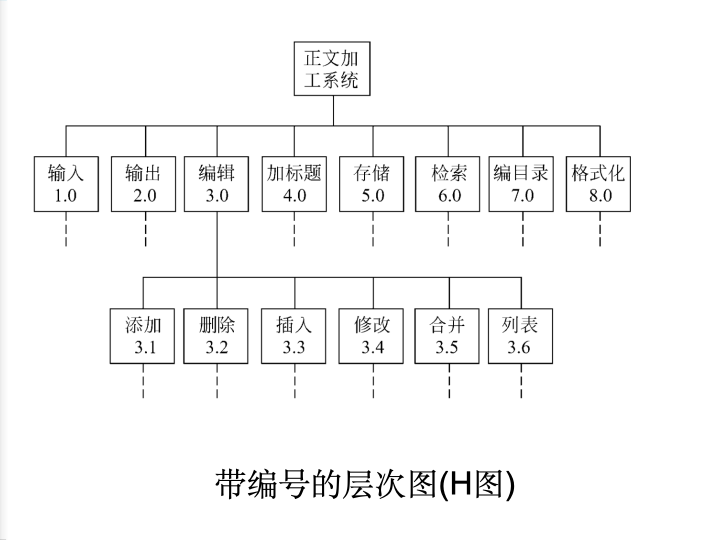 正文加
工系统
输入 输出 编辑 加标题 存储 检索 编目录 格式化
1.0 2.0 3.0 4.0 5.0 6.0 7.0 8.0
添加 删除 插入 修改 合并 列表
3.1 3.2 3.3 3.4 3.5 3.6
带编号的层次图(H图)